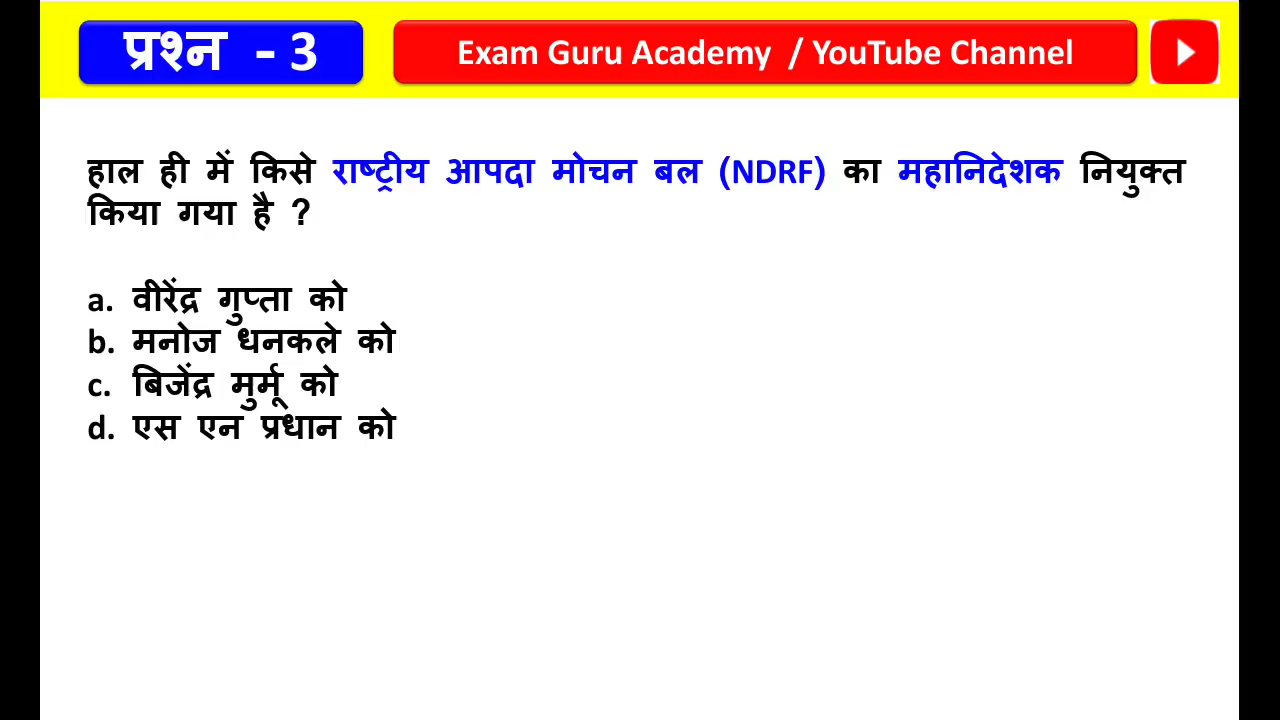 प्रश्न - 3
Exam Guru Academy / YouTube Channel
हाल ही में किसे राष्ट्रीय आपदा मोचन बल (NDRF) का महानिदेशक नियुक्त
किया गया है ?
a. वीरेंद्र गुप्ता को
b. मनोज धनकले को
c. बिजेंद्र मुर्मू को
d. एस एन प्रधान को